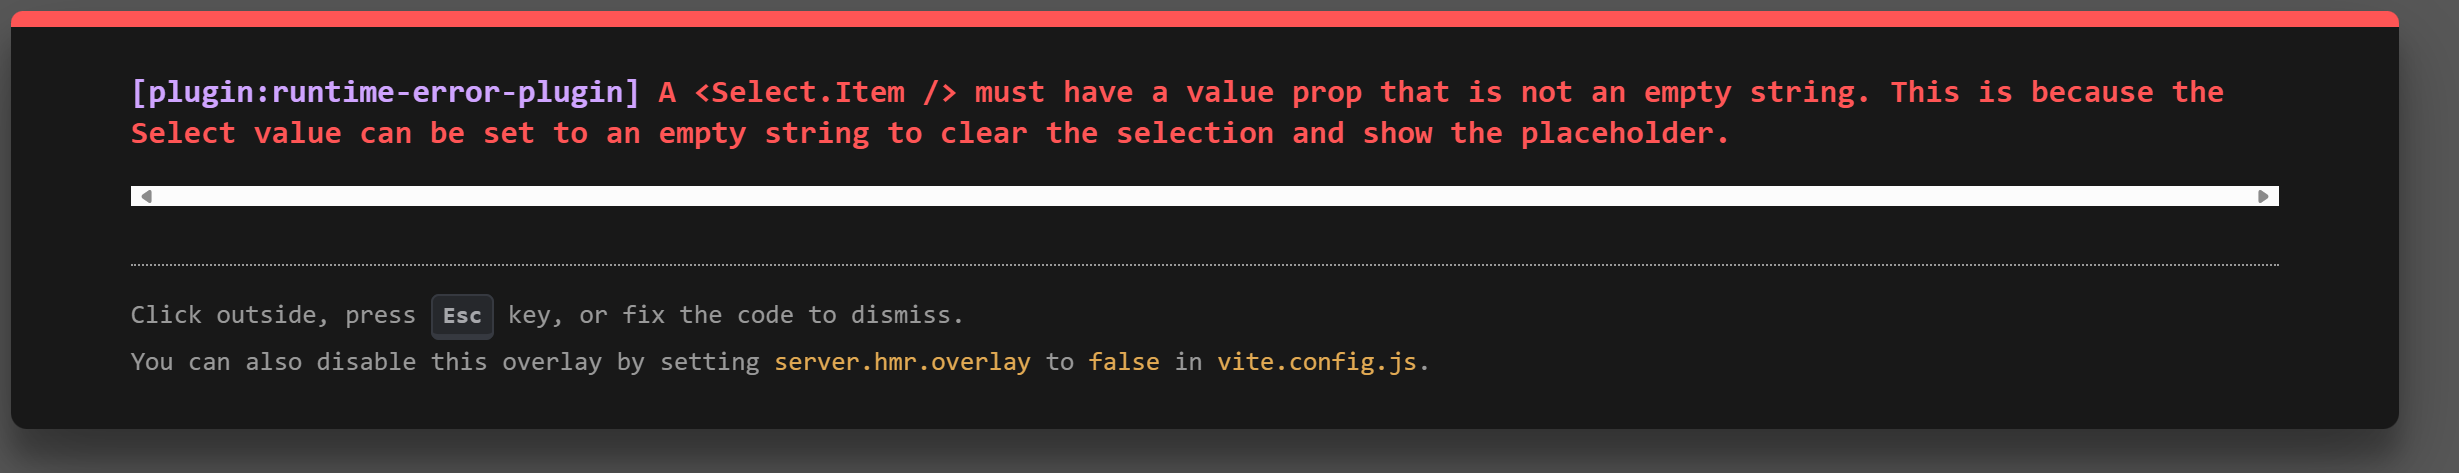 [plugin:runtime-error-plugin] A <Select.Item /> must have a value prop that is not an empty string. This is because the
Select value can be set to an empty string to clear the selection and show the placeholder.
Click outside, press Esc key, or fix the code to dismiss.
You can also disable this overlay by setting server.hmr.overlay to false in vite.config.js.